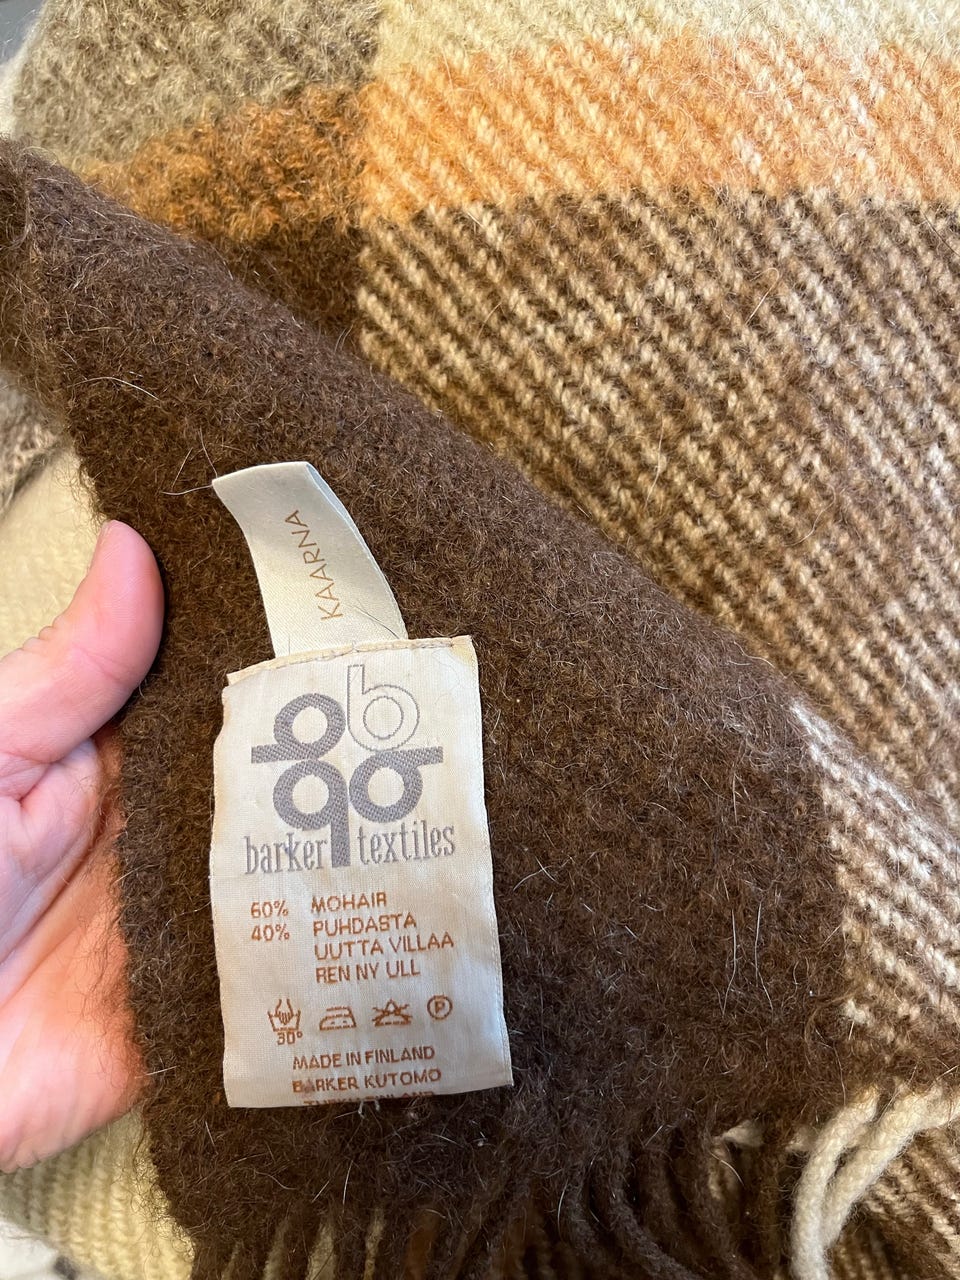 KAARNA
barker textiles
60% MOHAIR
40% PUHDASTA
UUTTA VILLAA
REN NY ULL
30°
P
MADE IN FINLAND
BARKER KUTOMO